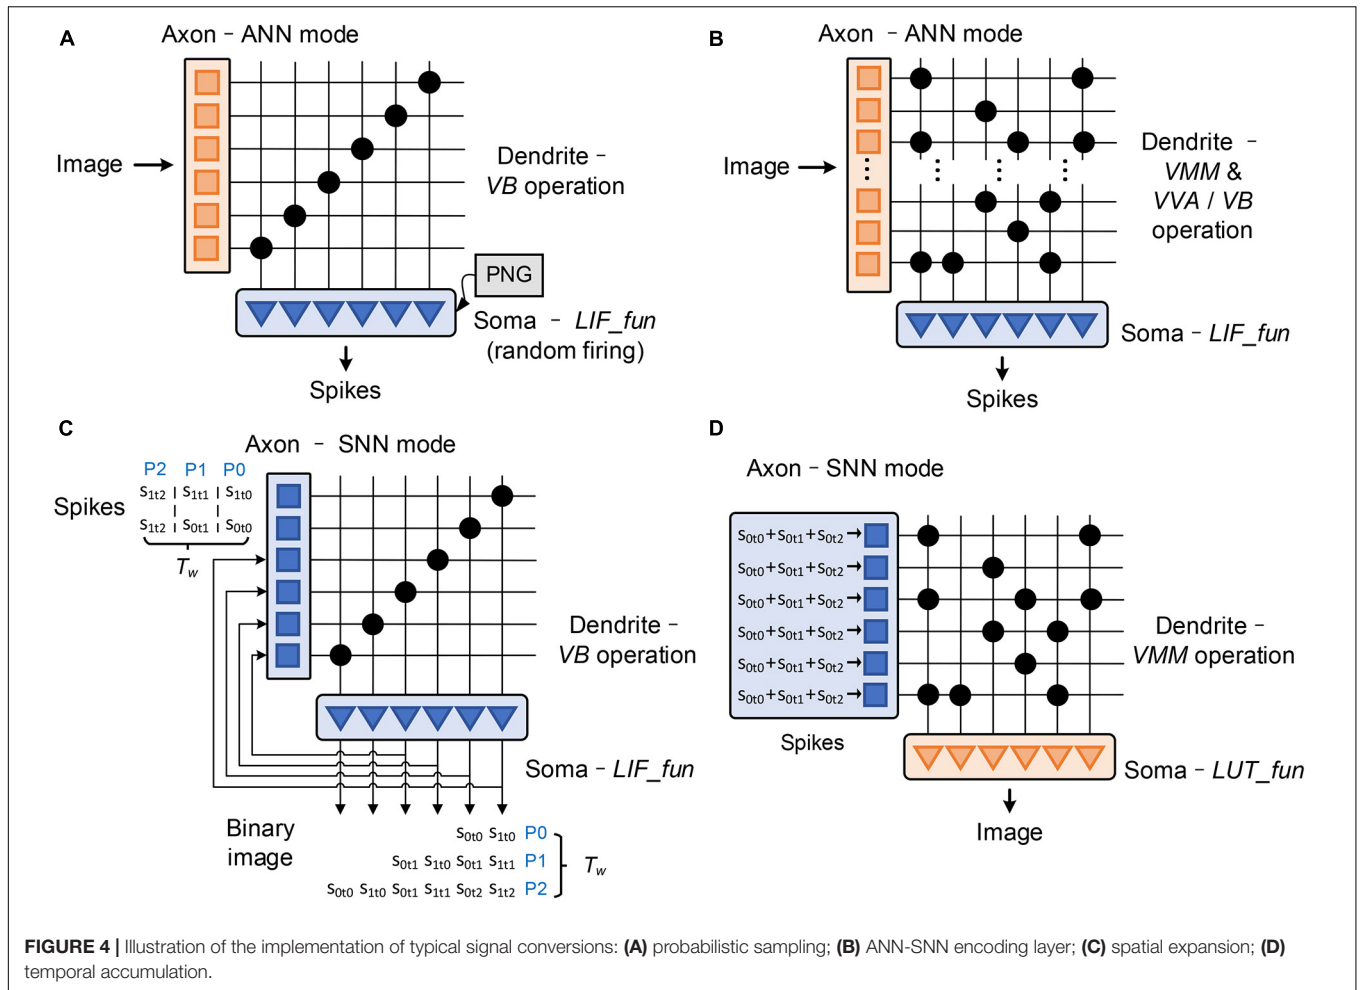 A
Axon – ANN mode
Image
Dendrite –
VB operation
PNG
Soma – LIF_fun
(random firing)
Spikes
B
Axon – ANN mode
Image
Dendrite –
VMM &
VVA / VB
operation
Soma – LIF_fun
Spikes
C
Axon – SNN mode
P2 P1 P0
Spikes
s1t2 s1t1 s1t0
s1t2 s0t1 s0t0
Tw
Dendrite –
VB operation
Soma – LIF_fun
Binary
image
s0t0 s1t0 P0
s0t1 s1t0 s0t1 s1t1 P1
s0t0 s1t0 s0t1 s1t1 s0t2 s1t2 P2
Tw
D
Axon – SNN mode
s0t0+s0t1+s0t2
s0t0+s0t1+s0t2
s0t0+s0t1+s0t2
s0t0+s0t1+s0t2
s0t0+s0t1+s0t2
s0t0+s0t1+s0t2
Spikes
Dendrite –
VMM operation
Soma – LUT_fun
Image
FIGURE 4 | Illustration of the implementation of typical signal conversions: (A) probabilistic sampling; (B) ANN-SNN encoding layer; (C) spatial expansion; (D)
temporal accumulation.